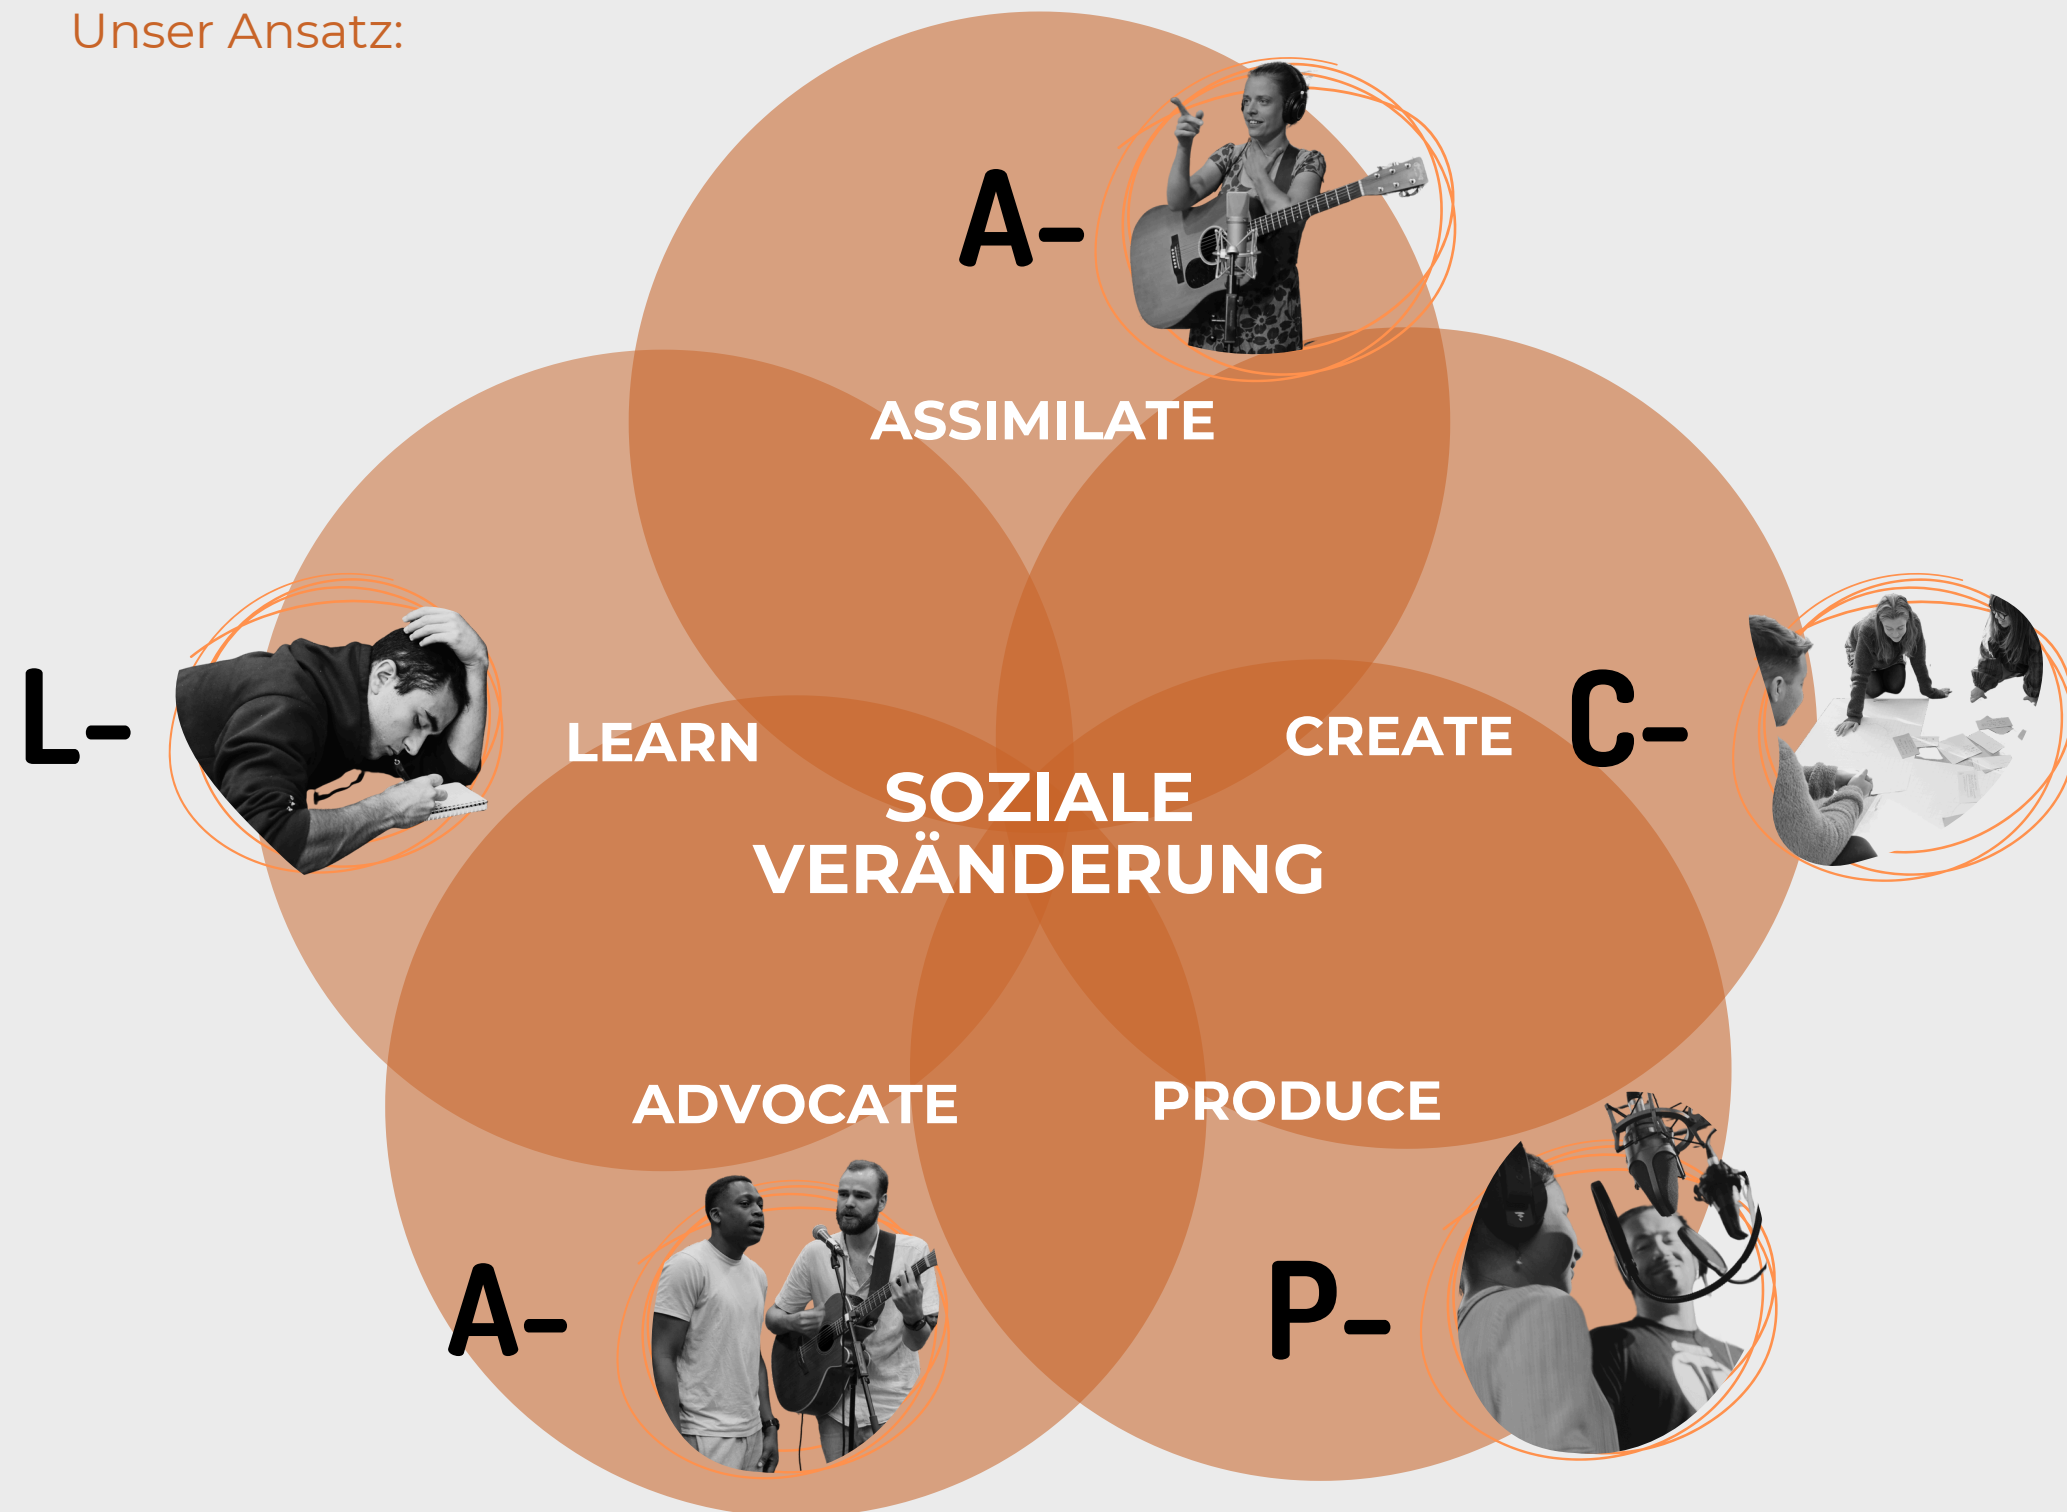 Unser Ansatz:
A-
ASSIMILATE
L-
LEARN
CREATE
C-
SOZIALE
VERÄNDERUNG
ADVOCATE
PRODUCE
A-
P-